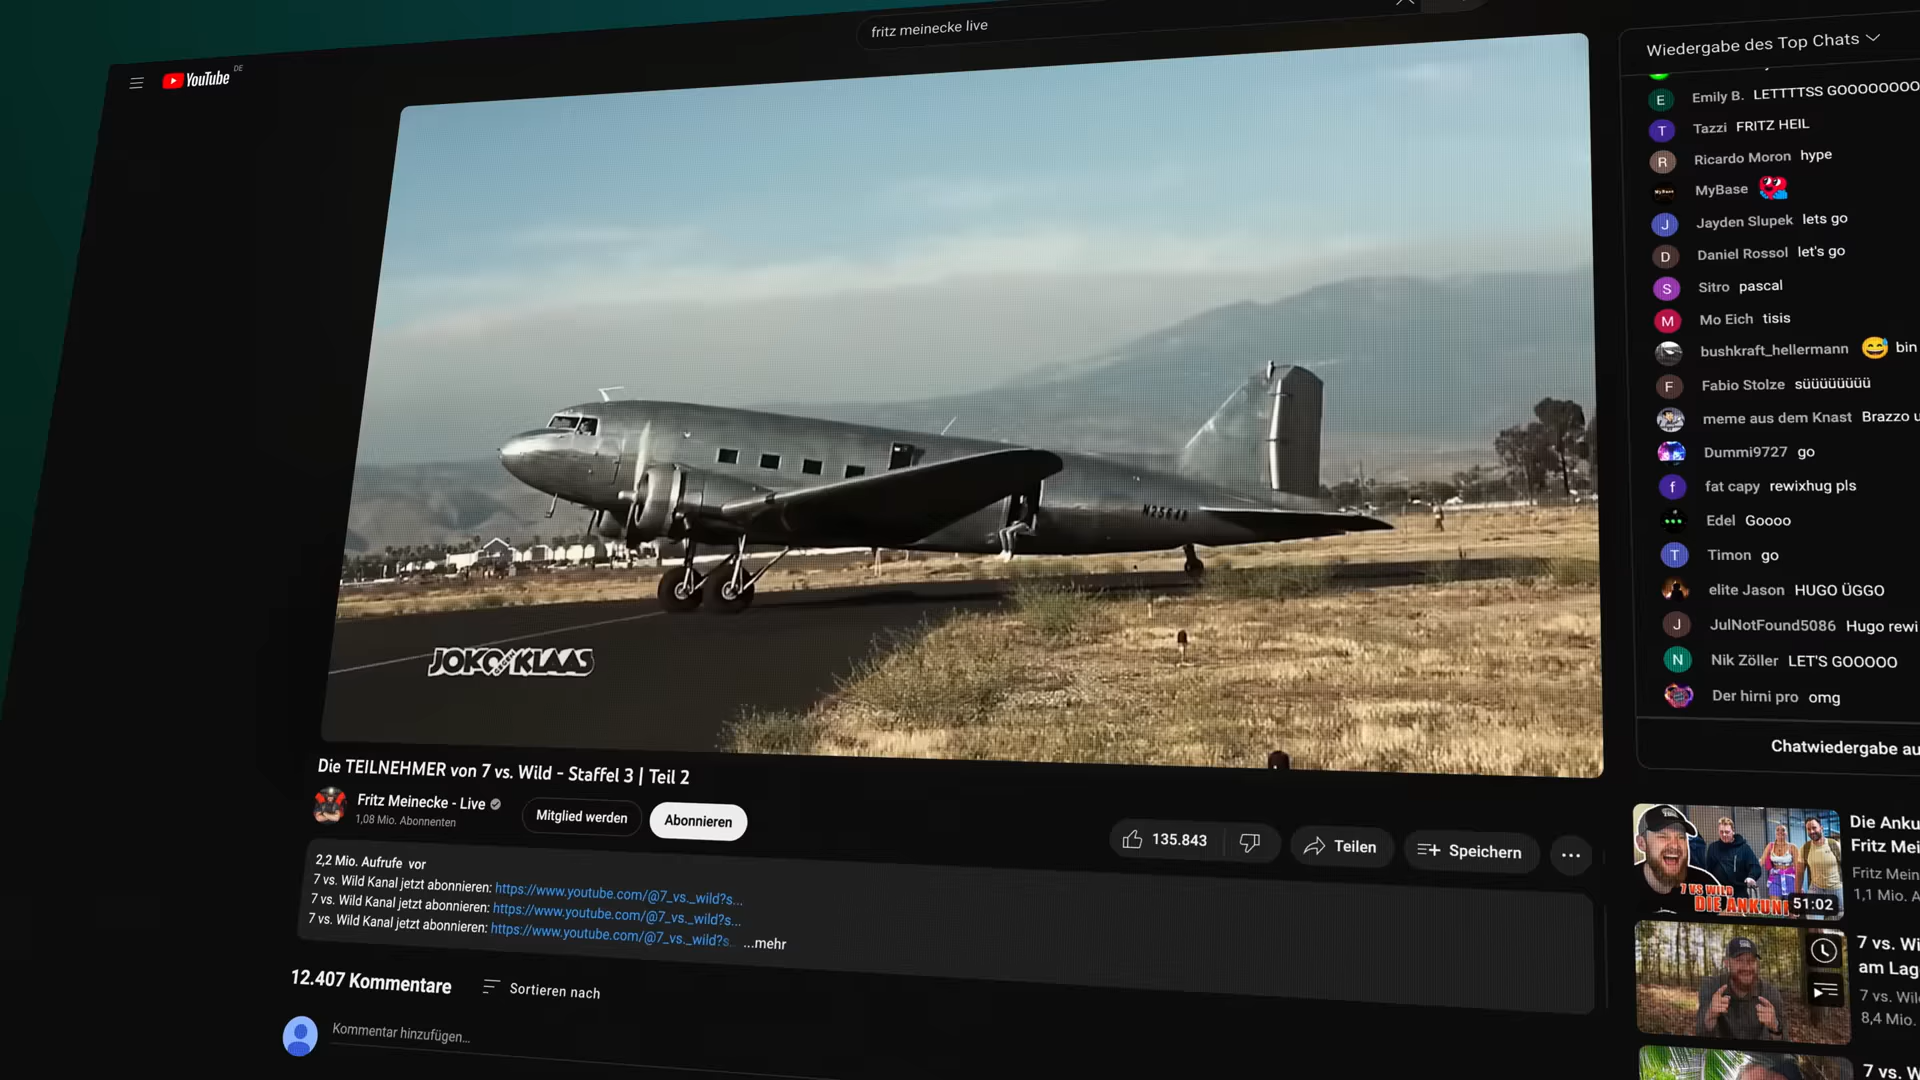 YouTube DE
fritz meinecke live
JOKO KLAAS
Die TEILNEHMER von 7 vs. Wild - Staffel 3 | Teil 2
Fritz Meinecke - Live
1,08 Mio. Abonnenten
Mitglied werden
Abonnieren
135.843
Teilen
Speichern
2,2 Mio. Aufrufe vor
7 vs. Wild Kanal jetzt abonnieren: https://www.youtube.com/@7_vs._wild?s...
7 vs. Wild Kanal jetzt abonnieren: https://www.youtube.com/@7_vs._wild?s...
7 vs. Wild Kanal jetzt abonnieren: https://www.youtube.com/@7_vs._wild?s... ...mehr
12.407 Kommentare
Sortieren nach
Kommentar hinzufügen...
Wiedergabe des Top Chats
Emily B. LETTTTSS GOOOOOOOO
Tazzi FRITZ HEIL
Ricardo Moron hype
MyBase
Jayden Slupek lets go
Daniel Rossol let's go
Sitro pascal
Mo Eich tisis
bushkraft_hellermann 😅 bin
Fabio Stolze süüüüüüüü
meme aus dem Knast Brazzo u
Dummi9727 go
fat capy rewixhug pls
Edel Goooo
Timon go
elite Jason HUGO ÜGGO
JulNotFound5086 Hugo rewi
Nik Zöller LET'S GOOOOO
Der hirni pro omg
Chatwiedergabe au
7 VS WILD
DIE ANKUN
51:02
Die Anku
Fritz Mei
Fritz Mein
1,1 Mio. A
7 vs. Wi
am Lag
7 vs. Wil
8,4 Mio.
7 vs. W